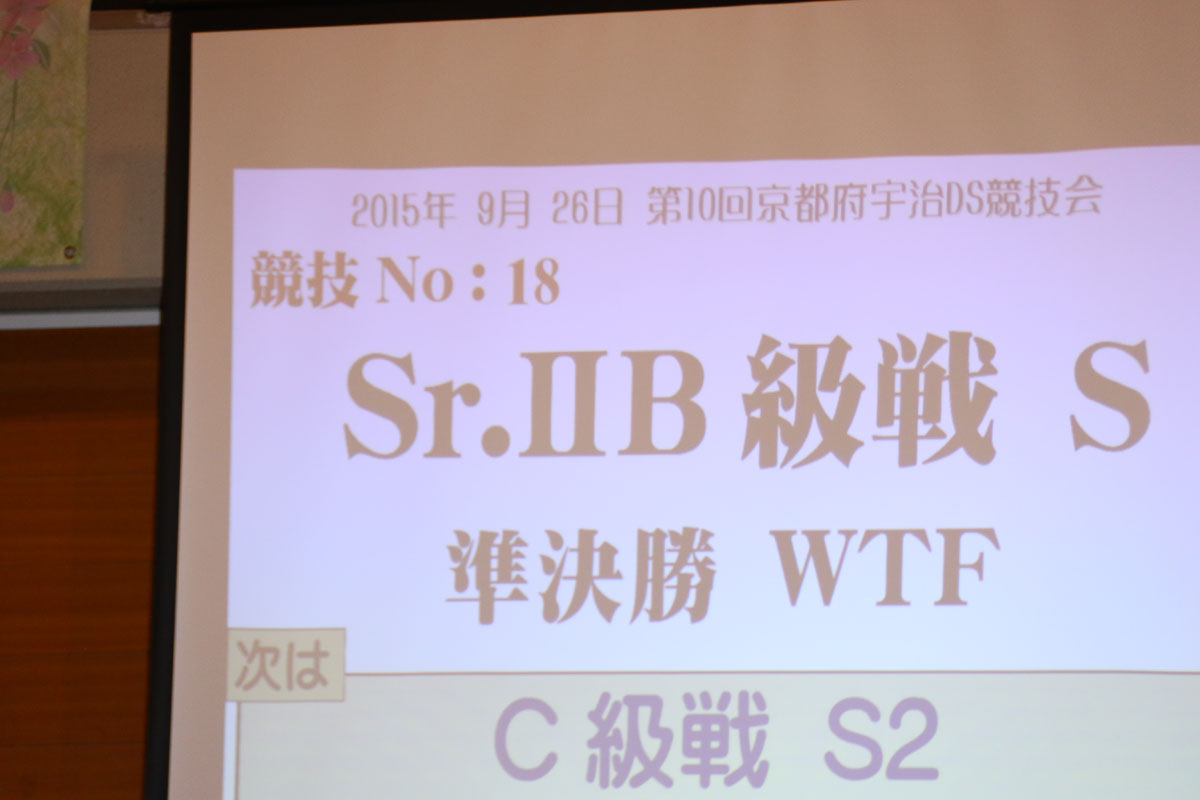 2015年 9月 26日 第10回京都府宇治DS競技会
競技 No：18
Sr.ⅡB 級戦 S
準決勝 WTF
次は
C 級戦 S2